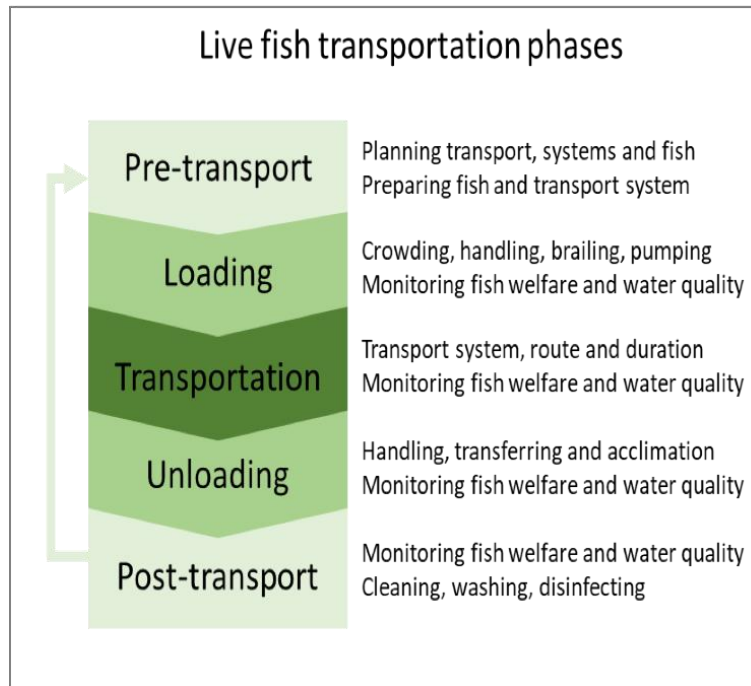 Live fish transportation phases
Pre-transport
Planning transport, systems and fish
Preparing fish and transport system
Loading
Crowding, handling, brailing, pumping
Monitoring fish welfare and water quality
Transportation
Transport system, route and duration
Monitoring fish welfare and water quality
Unloading
Handling, transferring and acclimation
Monitoring fish welfare and water quality
Post-transport
Monitoring fish welfare and water quality
Cleaning, washing, disinfecting